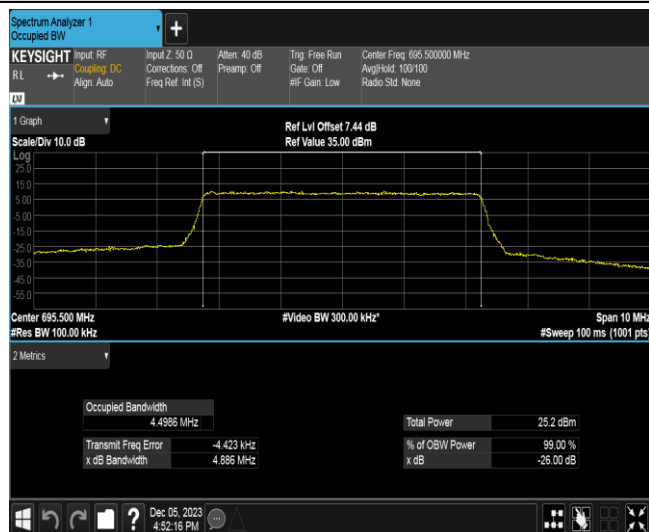 Spectrum Analyzer 1
Occupied BW
+
KEYSIGHT Input: RF Input Z: 50 Ω Atten: 40 dB Trig: Free Run Center Freq: 695.500000 MHz
RL Coupling: DC Corrections: Off Preamp: Off Gate: Off Avg|Hold: 100/100
Align: Auto Freq Ref: Int (S) #IF Gain: Low Radio Std: None
LXI
1 Graph
Ref Lvl Offset 7.44 dB
Scale/Div 10.0 dB Ref Value 35.00 dBm
Log
25.0
15.0
5.00
-5.00
-15.0
-25.0
-35.0
-45.0
-55.0
Center 695.500 MHz #Video BW 300.00 kHz* Span 10 MHz
#Res BW 100.00 kHz #Sweep 100 ms (1001 pts)
2 Metrics
Occupied Bandwidth
4.4986 MHz Total Power 25.2 dBm
Transmit Freq Error -4.423 kHz % of OBW Power 99.00 %
x dB Bandwidth 4.886 MHz x dB -26.00 dB
? Dec 05, 2023
4:52:16 PM